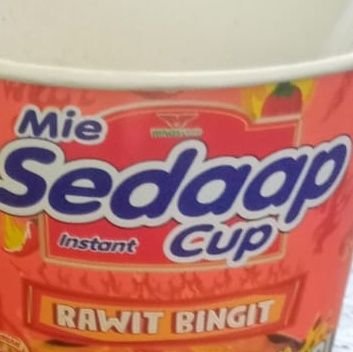 Mie
Sedaap
Instant Cup
RAWIT BINGIT